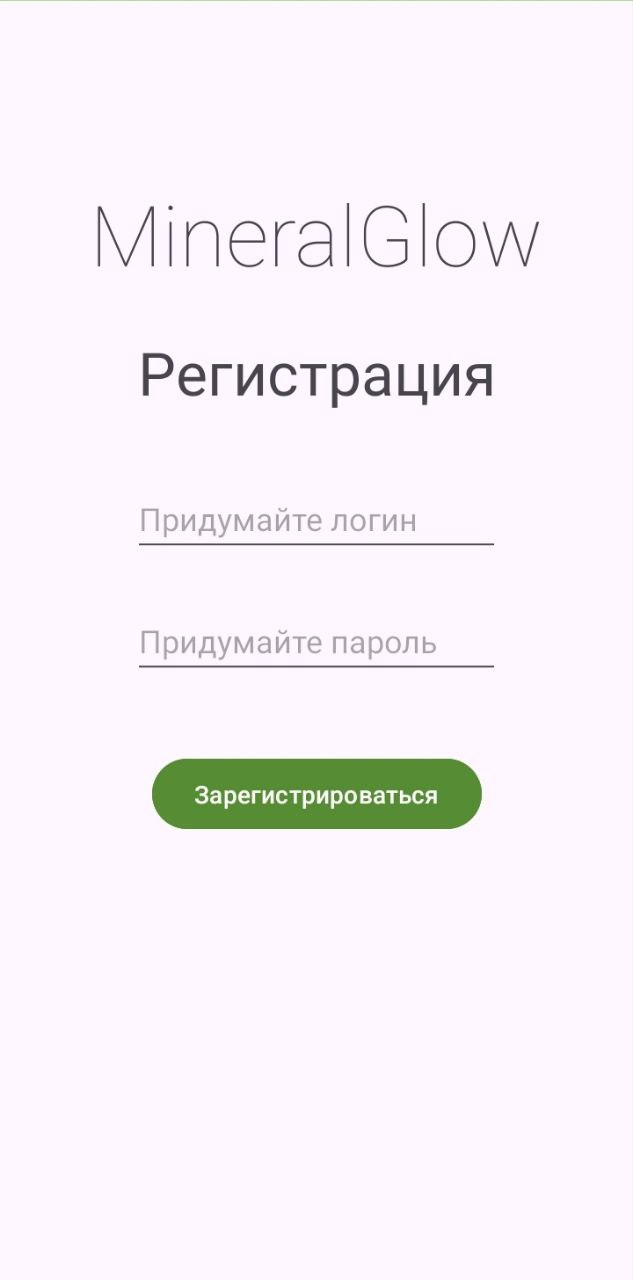 MineralGlow
Регистрация
Придумайте логин
Придумайте пароль
Зарегистрироваться